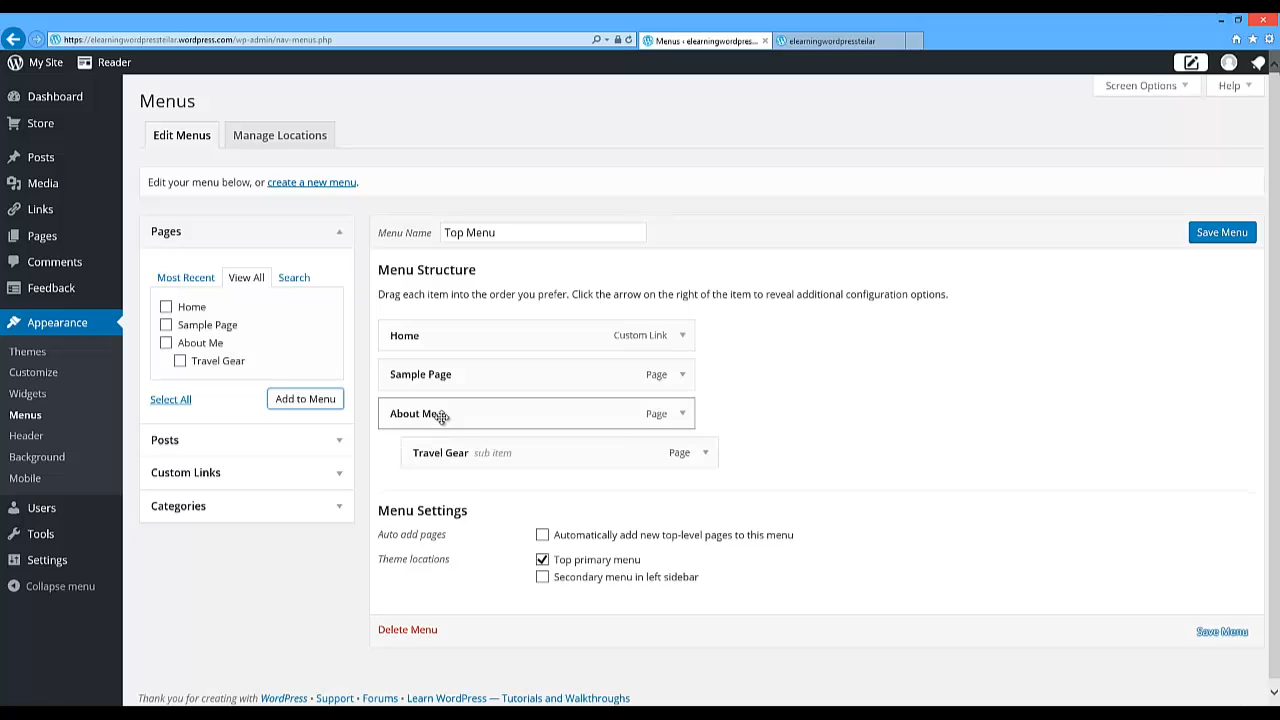 https://elearningwordpressteilar.wordpress.com/wp-admin/nav-menus.php
Menus ‹ elearningwordpres...
elearningwordpressteilar
My Site
Reader
Screen Options
Help
Dashboard
Store
Posts
Media
Links
Pages
Comments
Feedback
Appearance
Themes
Customize
Widgets
Menus
Header
Background
Mobile
Users
Tools
Settings
Collapse menu
Menus
Edit Menus
Manage Locations
Edit your menu below, or create a new menu.
Pages
Most Recent
View All
Search
Home
Sample Page
About Me
Travel Gear
Select All
Add to Menu
Posts
Custom Links
Categories
Menu Name
Top Menu
Save Menu
Menu Structure
Drag each item into the order you prefer. Click the arrow on the right of the item to reveal additional configuration options.
Home
Custom Link
Sample Page
Page
About Me
Page
Travel Gear sub item
Page
Menu Settings
Auto add pages
Automatically add new top-level pages to this menu
Theme locations
Top primary menu
Secondary menu in left sidebar
Delete Menu
Save Menu
Thank you for creating with WordPress • Support • Forums • Learn WordPress — Tutorials and Walkthroughs